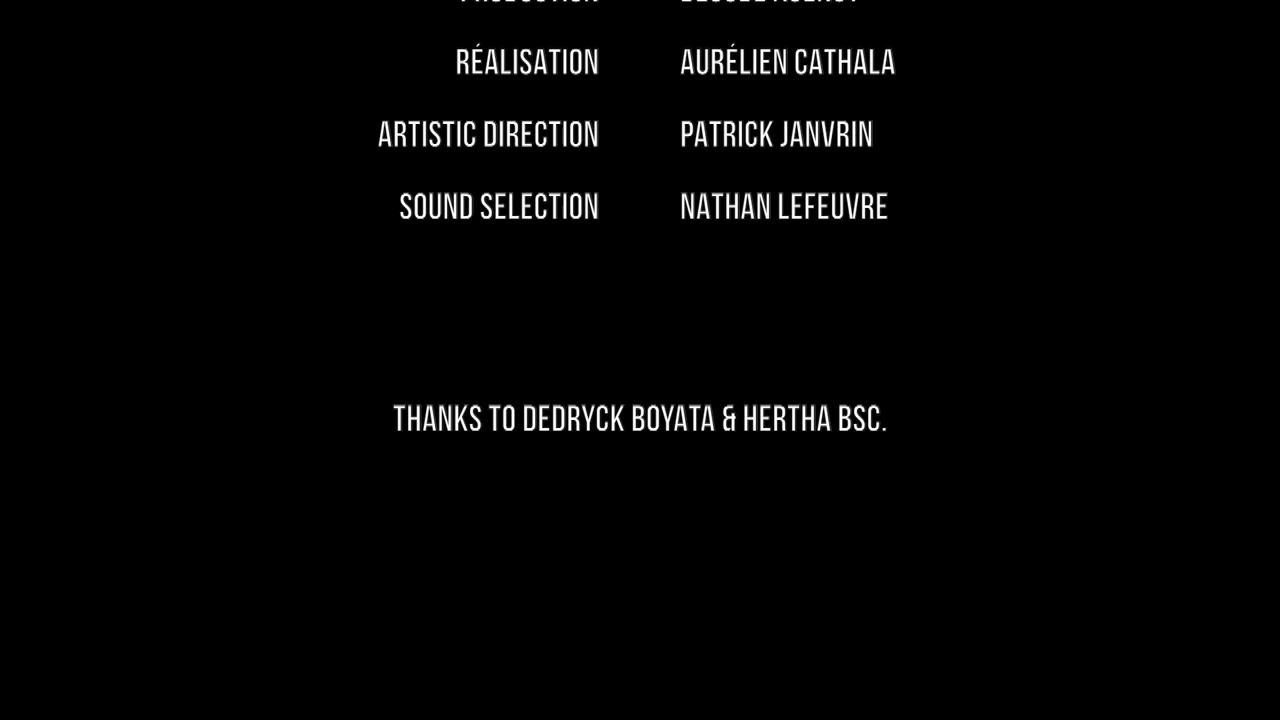 RÉALISATION AURÉLIEN CATHALA
ARTISTIC DIRECTION PATRICK JANVRIN
SOUND SELECTION NATHAN LEFEUVRE
THANKS TO DEDRYCK BOYATA & HERTHA BSC.